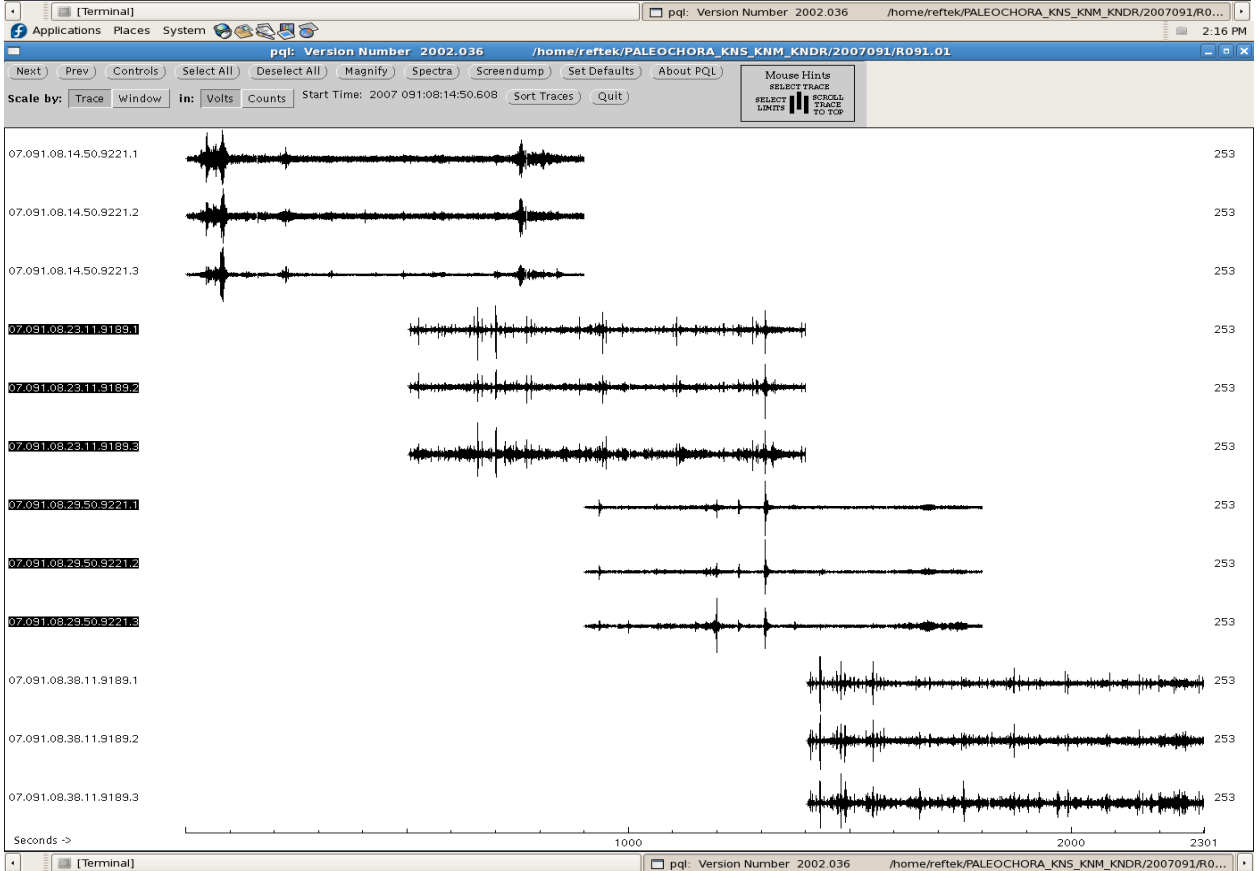 [Terminal] pql: Version Number 2002.036 /home/reftek/PALEOCHORA_KNS_KNM_KNDR/2007091/R0...
Applications Places System 2:16 PM
pql: Version Number 2002.036 /home/reftek/PALEOCHORA_KNS_KNM_KNDR/2007091/R091.01
Next Prev Controls Select All Deselect All Magnify Spectra Screendump Set Defaults About PQL
Scale by: Trace Window in: Volts Counts Start Time: 2007 091:08:14:50.608 Sort Traces Quit
Mouse Hints
SELECT TRACE
SELECT LIMITS
SCROLL TRACE TO TOP
07.091.08.14.50.9221.1 253
07.091.08.14.50.9221.2 253
07.091.08.14.50.9221.3 253
07.091.08.23.11.9189.1 253
07.091.08.23.11.9189.2 253
07.091.08.23.11.9189.3 253
07.091.08.29.50.9221.1 253
07.091.08.29.50.9221.2 253
07.091.08.29.50.9221.3 253
07.091.08.38.11.9189.1 253
07.091.08.38.11.9189.2 253
07.091.08.38.11.9189.3 253
Seconds -> 1000 2000 2301
[Terminal] pql: Version Number 2002.036 /home/reftek/PALEOCHORA_KNS_KNM_KNDR/2007091/R0...